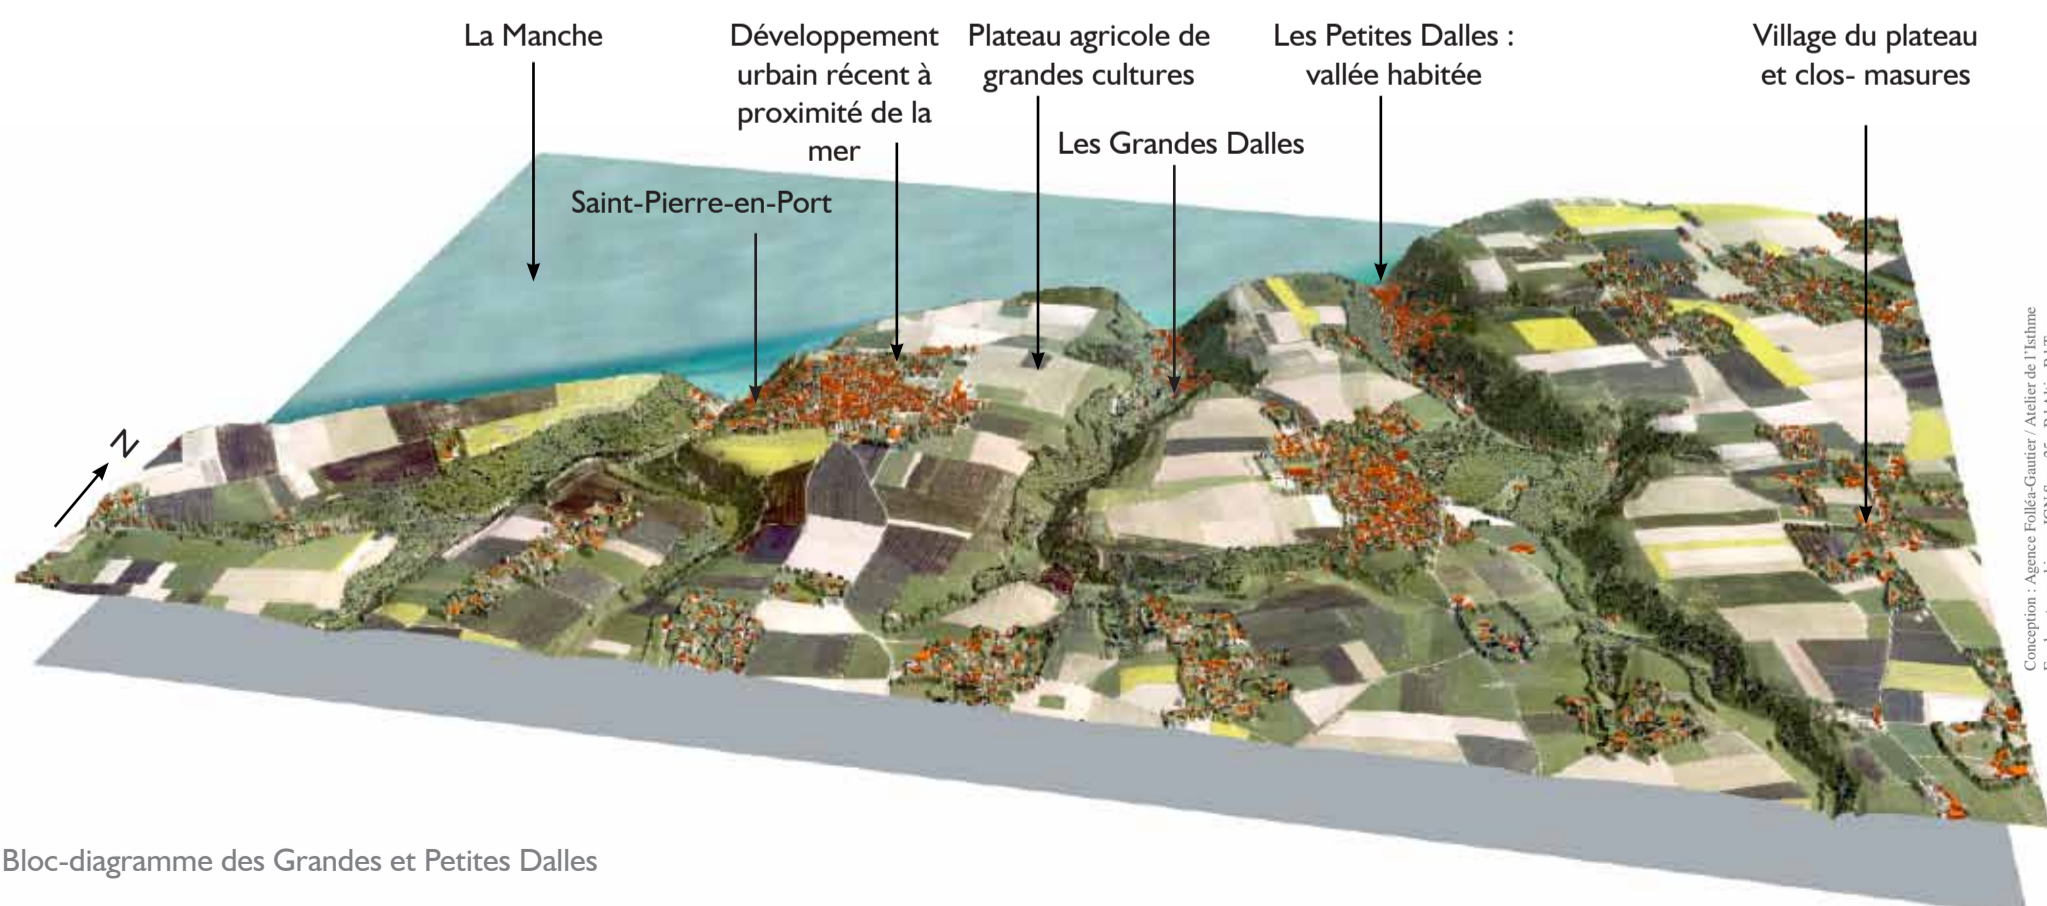 La Manche
Développement
urbain récent à
proximité de la
mer
Plateau agricole de
grandes cultures
Les Petites Dalles :
vallée habitée
Village du plateau
et clos- masures
Les Grandes Dalles
Saint-Pierre-en-Port
N
Conception : Agence Folléa-Gautier / Atelier de l'Isthme
Bloc-diagramme des Grandes et Petites Dalles